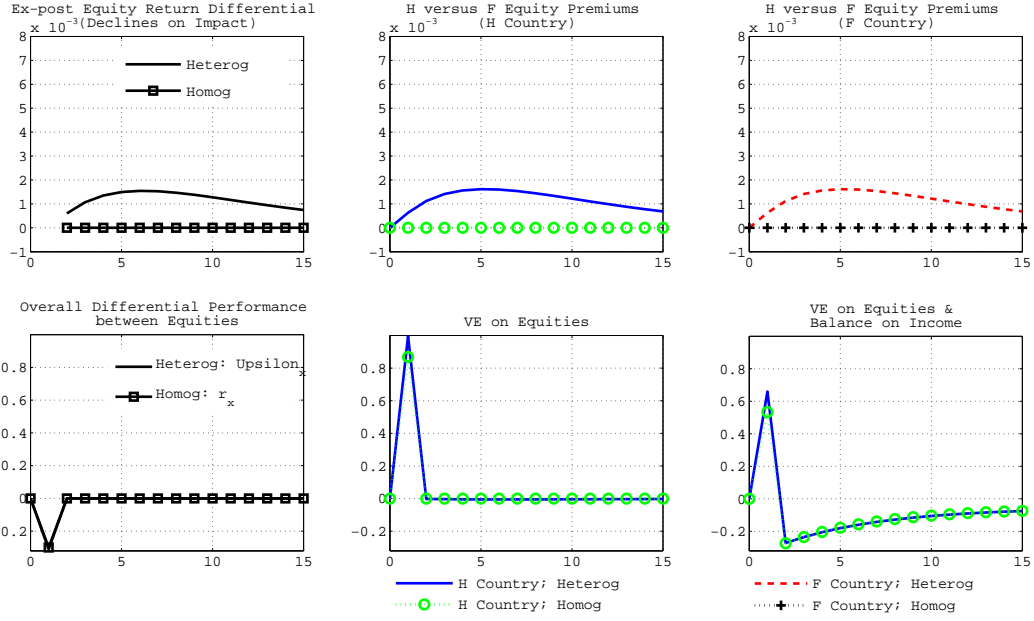 Ex-post Equity Return Differential
(Declines on Impact)
x 10^-3
8
7
6
5
4
3
2
1
0
-1
0 5 10 15
Heterog
Homog
H versus F Equity Premiums
(H Country)
x 10^-3
8
7
6
5
4
3
2
1
0
-1
0 5 10 15
H versus F Equity Premiums
(F Country)
x 10^-3
8
7
6
5
4
3
2
1
0
-1
0 5 10 15
Overall Differential Performance
between Equities
0.8
0.6
0.4
0.2
0
0.2
0 5 10 15
Heterog: Upsilon_x
Homog: r_x
VE on Equities
0.8
0.6
0.4
0.2
0
-0.2
0 5 10 15
H Country; Heterog
H Country; Homog
VE on Equities &
Balance on Income
0.8
0.6
0.4
0.2
0
-0.2
0 5 10 15
F Country; Heterog
F Country; Homog